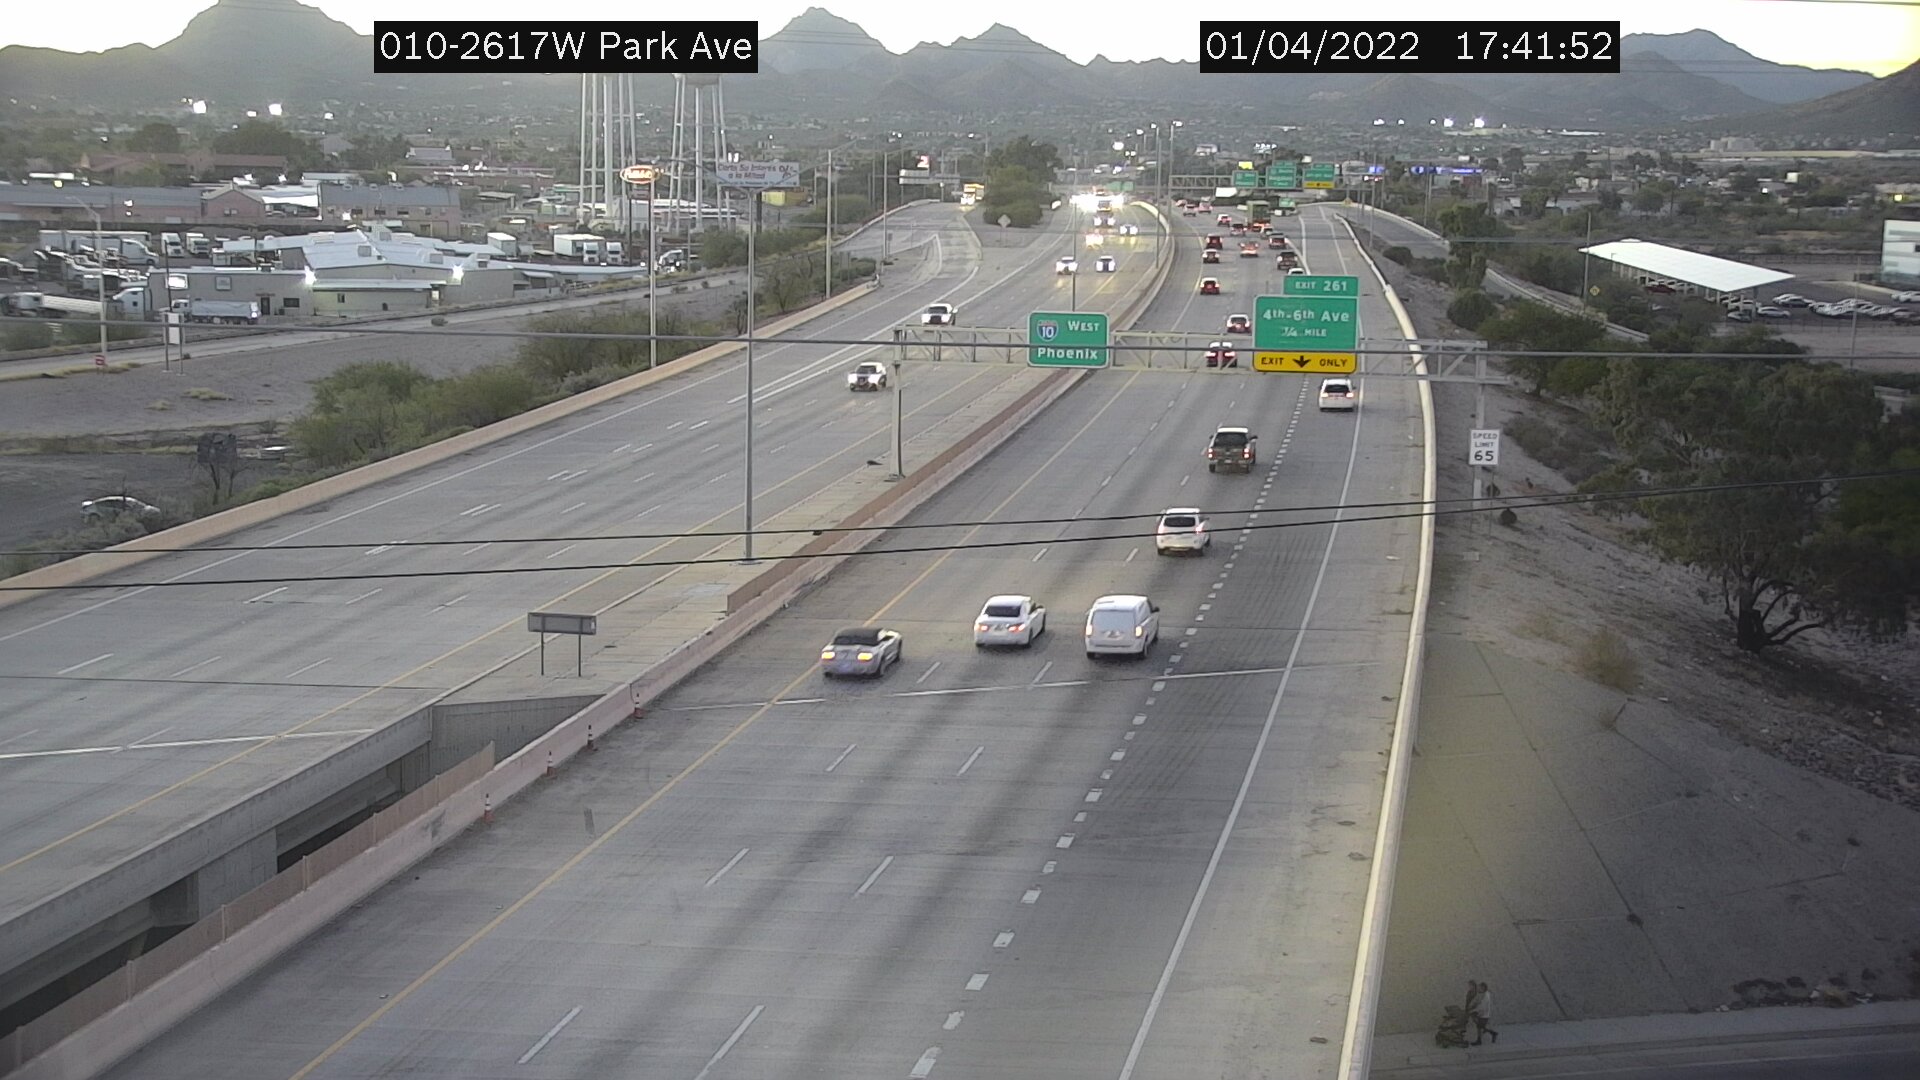 010-2617W Park Ave
01/04/2022 17:41:52
EXIT 261
4th-6th Ave
3/4 MILE
EXIT ONLY
10 WEST
Phoenix
SPEED
LIMIT
65